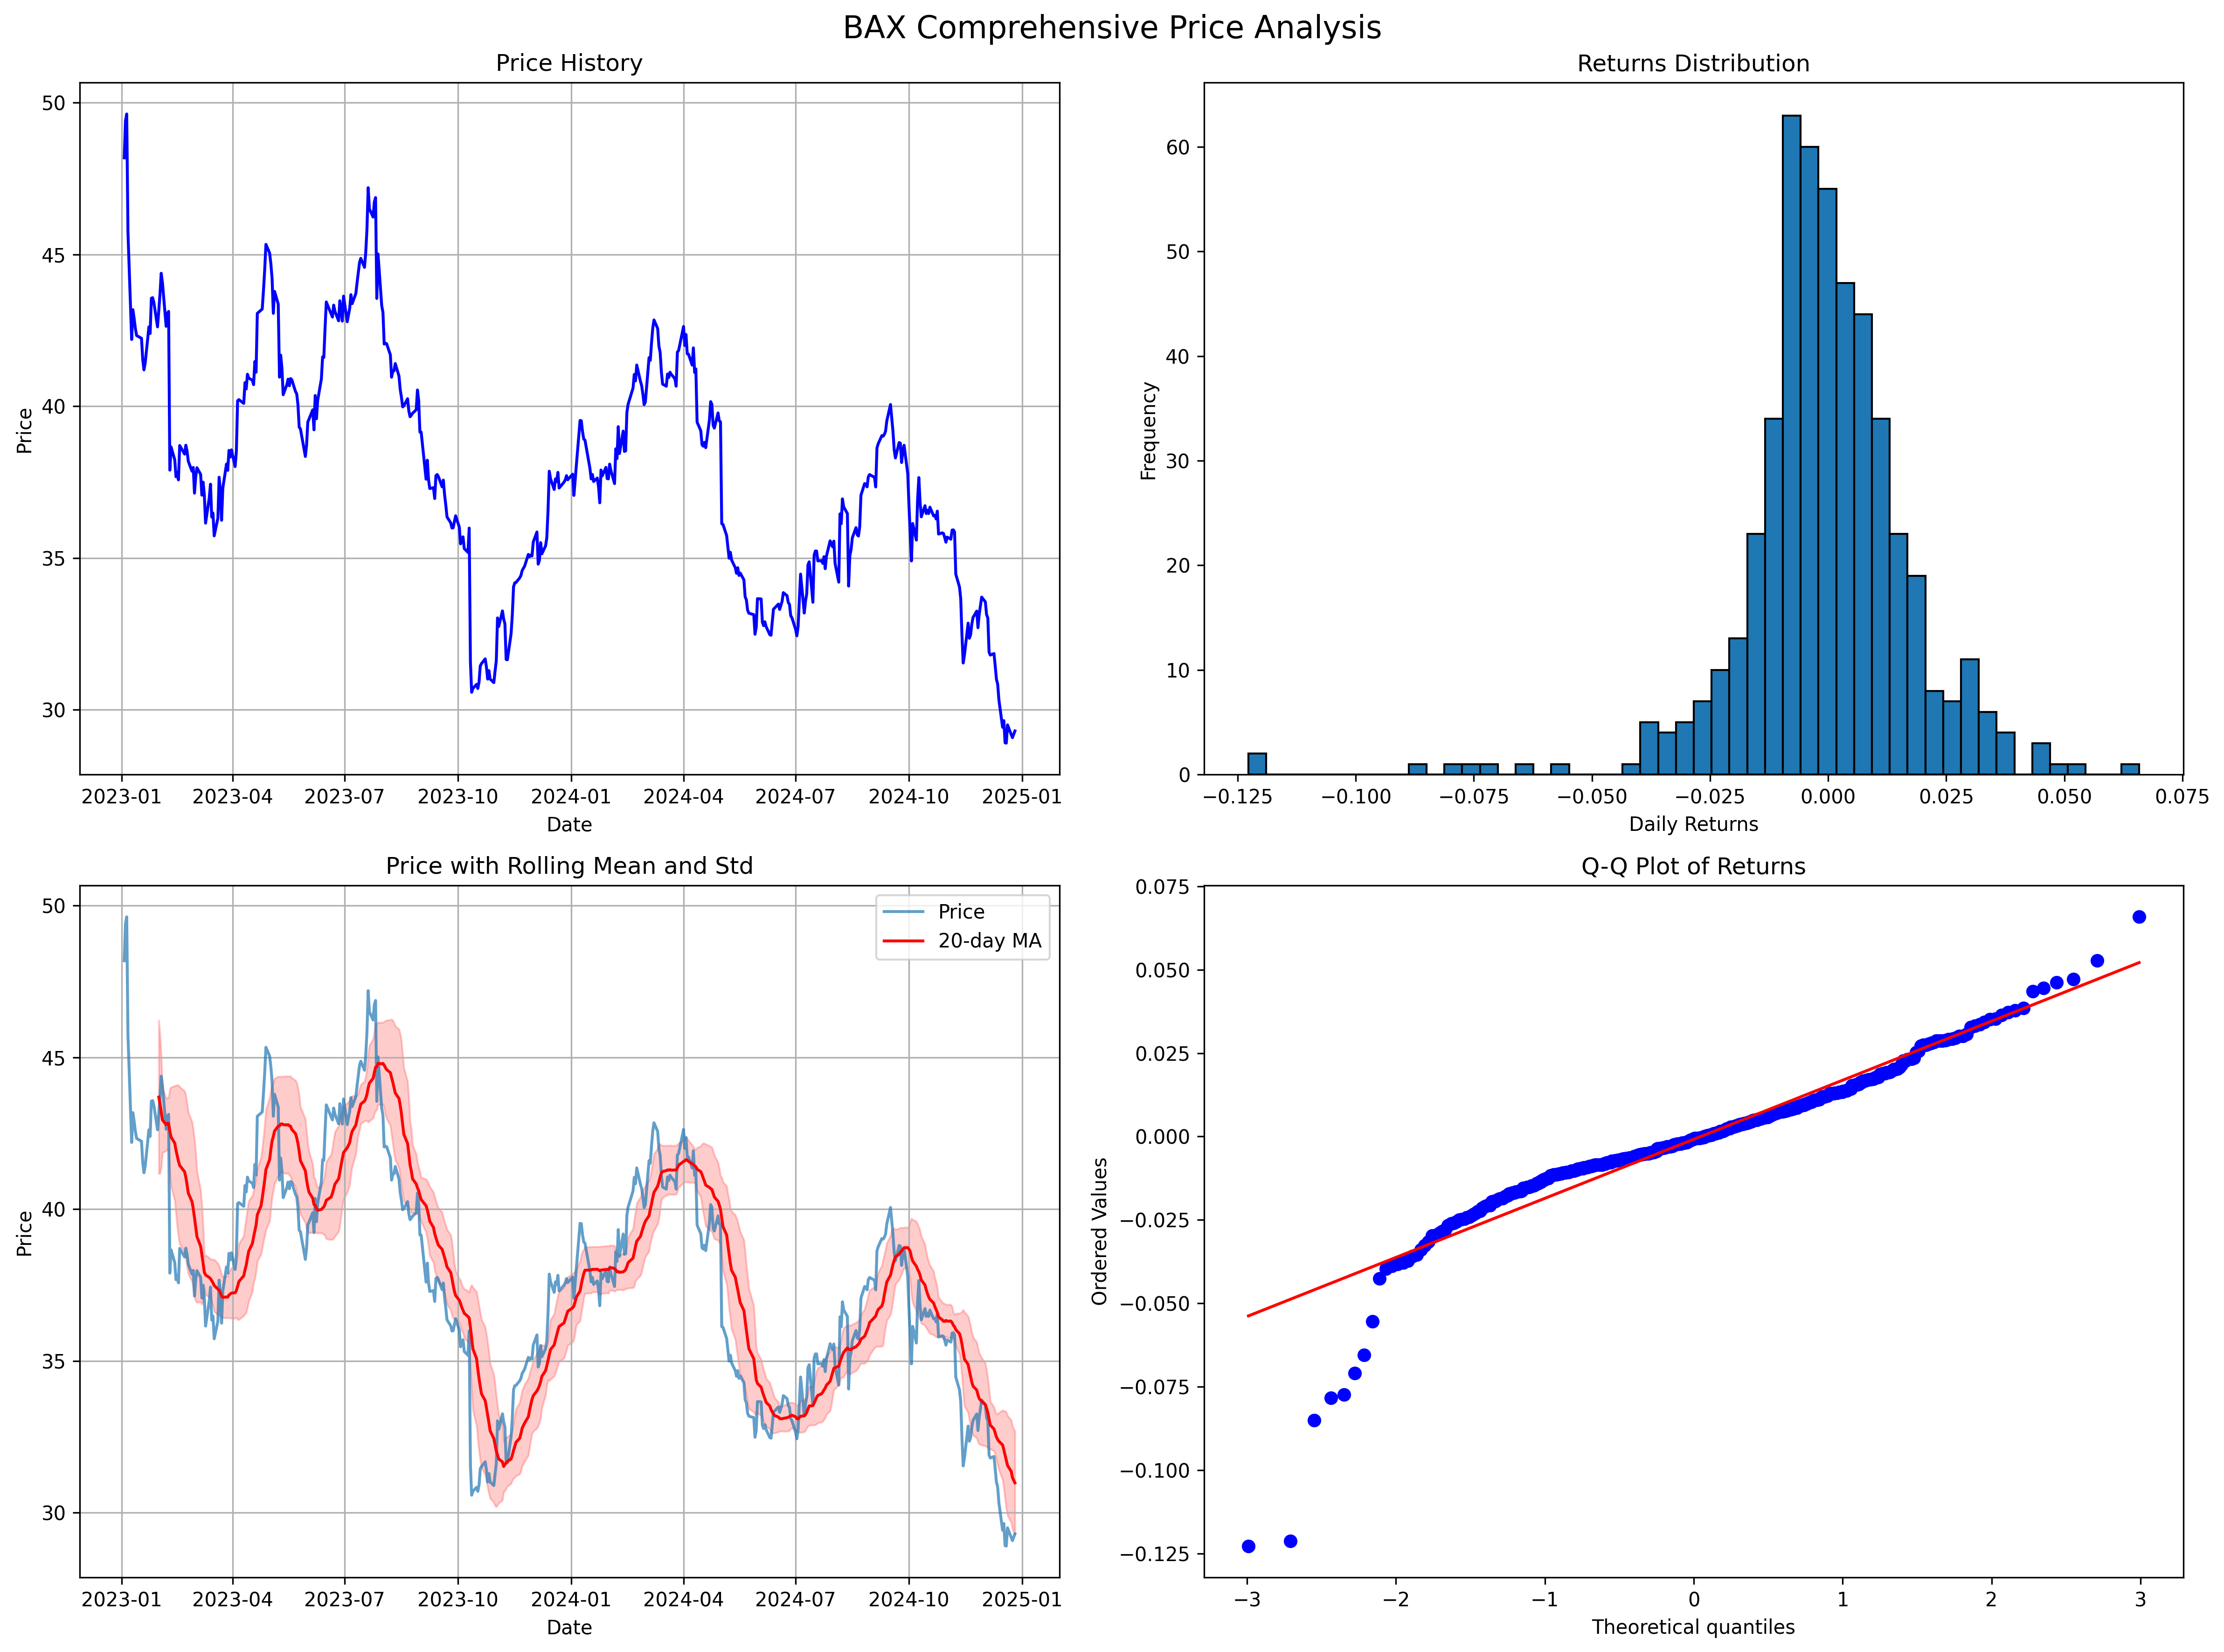 BAX Comprehensive Price Analysis
Price History
50
45
40
35
30
Price
2023-01 2023-04 2023-07 2023-10 2024-01 2024-04 2024-07 2024-10 2025-01
Date
Returns Distribution
60
50
40
30
20
10
0
Frequency
−0.125 −0.100 −0.075 −0.050 −0.025 0.000 0.025 0.050 0.075
Daily Returns
Price with Rolling Mean and Std
Price
20-day MA
50
45
40
35
30
Price
2023-01 2023-04 2023-07 2023-10 2024-01 2024-04 2024-07 2024-10 2025-01
Date
Q-Q Plot of Returns
0.075
0.050
0.025
0.000
−0.025
−0.050
−0.075
−0.100
−0.125
Ordered Values
−3 −2 −1 0 1 2 3
Theoretical quantiles